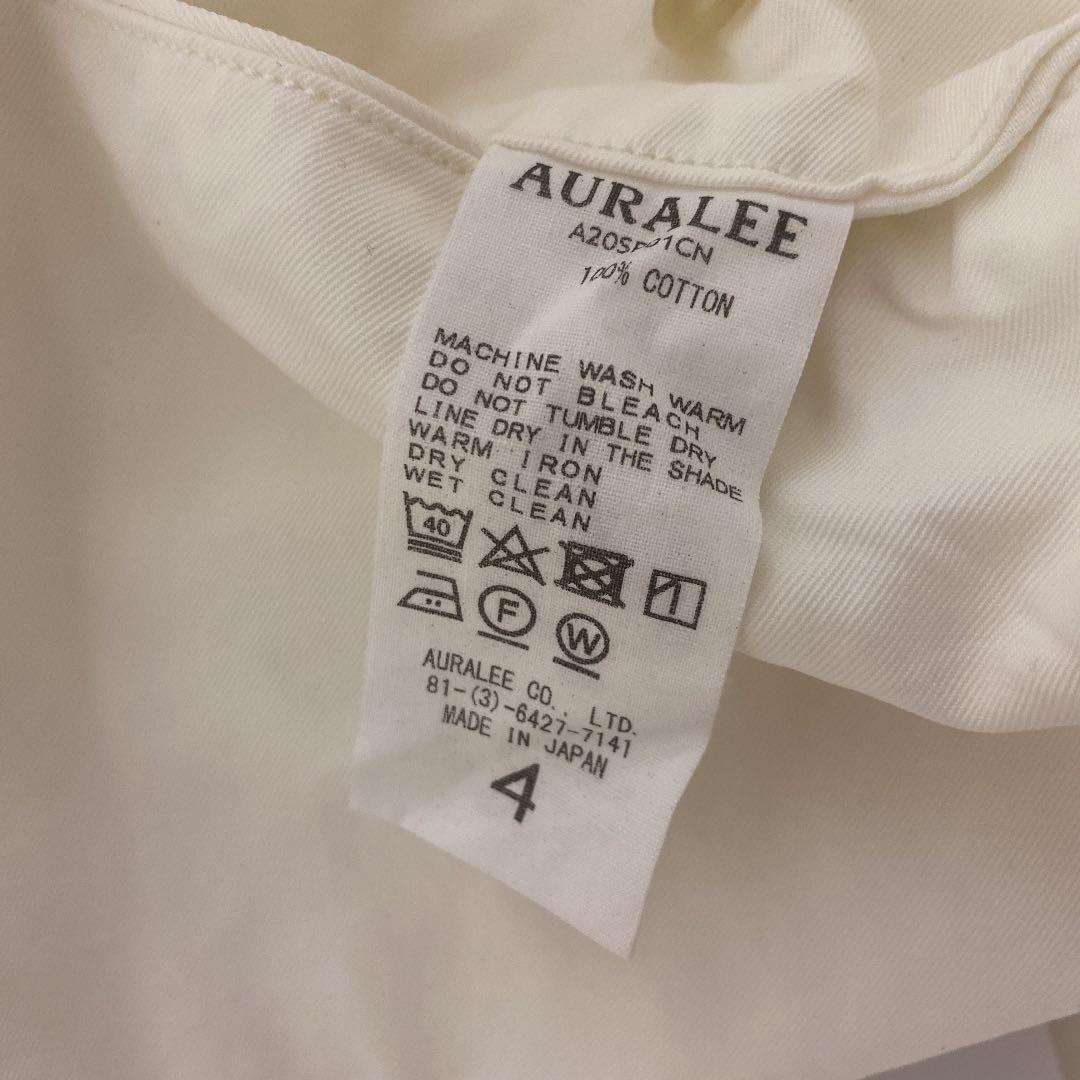 AURALEE
100% COTTON
MACHINE WASH WARM
DO NOT BLEACH
DO NOT TUMBLE DRY
LINE DRY IN THE SHADE
WARM IRON
DRY CLEAN
WET CLEAN
40
F
W
AURALEE CO., LTD.
81-(3)-6427-7141
MADE IN JAPAN
4